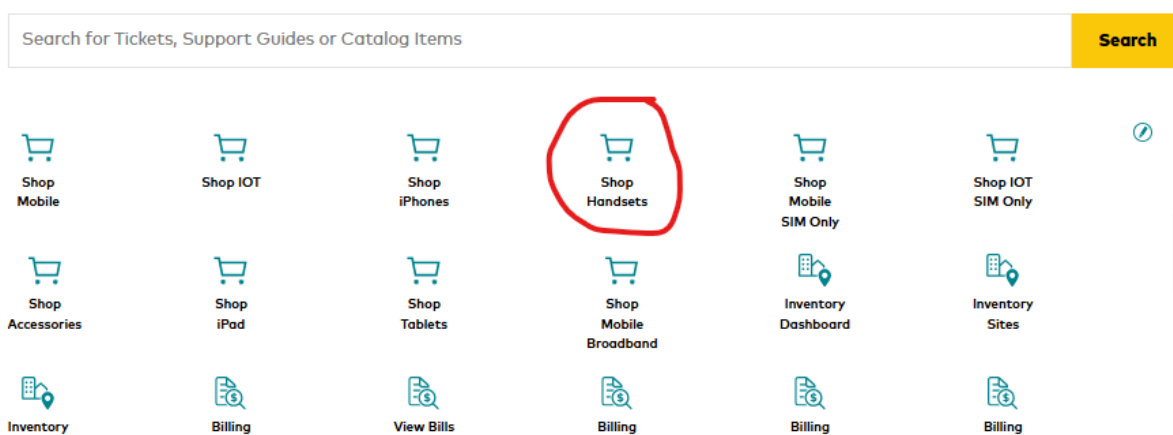 Search for Tickets, Support Guides or Catalog Items
Search
Shop
Mobile
Shop IOT
Shop
iPhones
Shop
Handsets
Shop
Mobile
SIM Only
Shop IOT
SIM Only
Shop
Accessories
Shop
iPad
Shop
Tablets
Shop
Mobile
Broadband
Inventory
Dashboard
Inventory
Sites
Inventory
Billing
View Bills
Billing
Billing
Billing